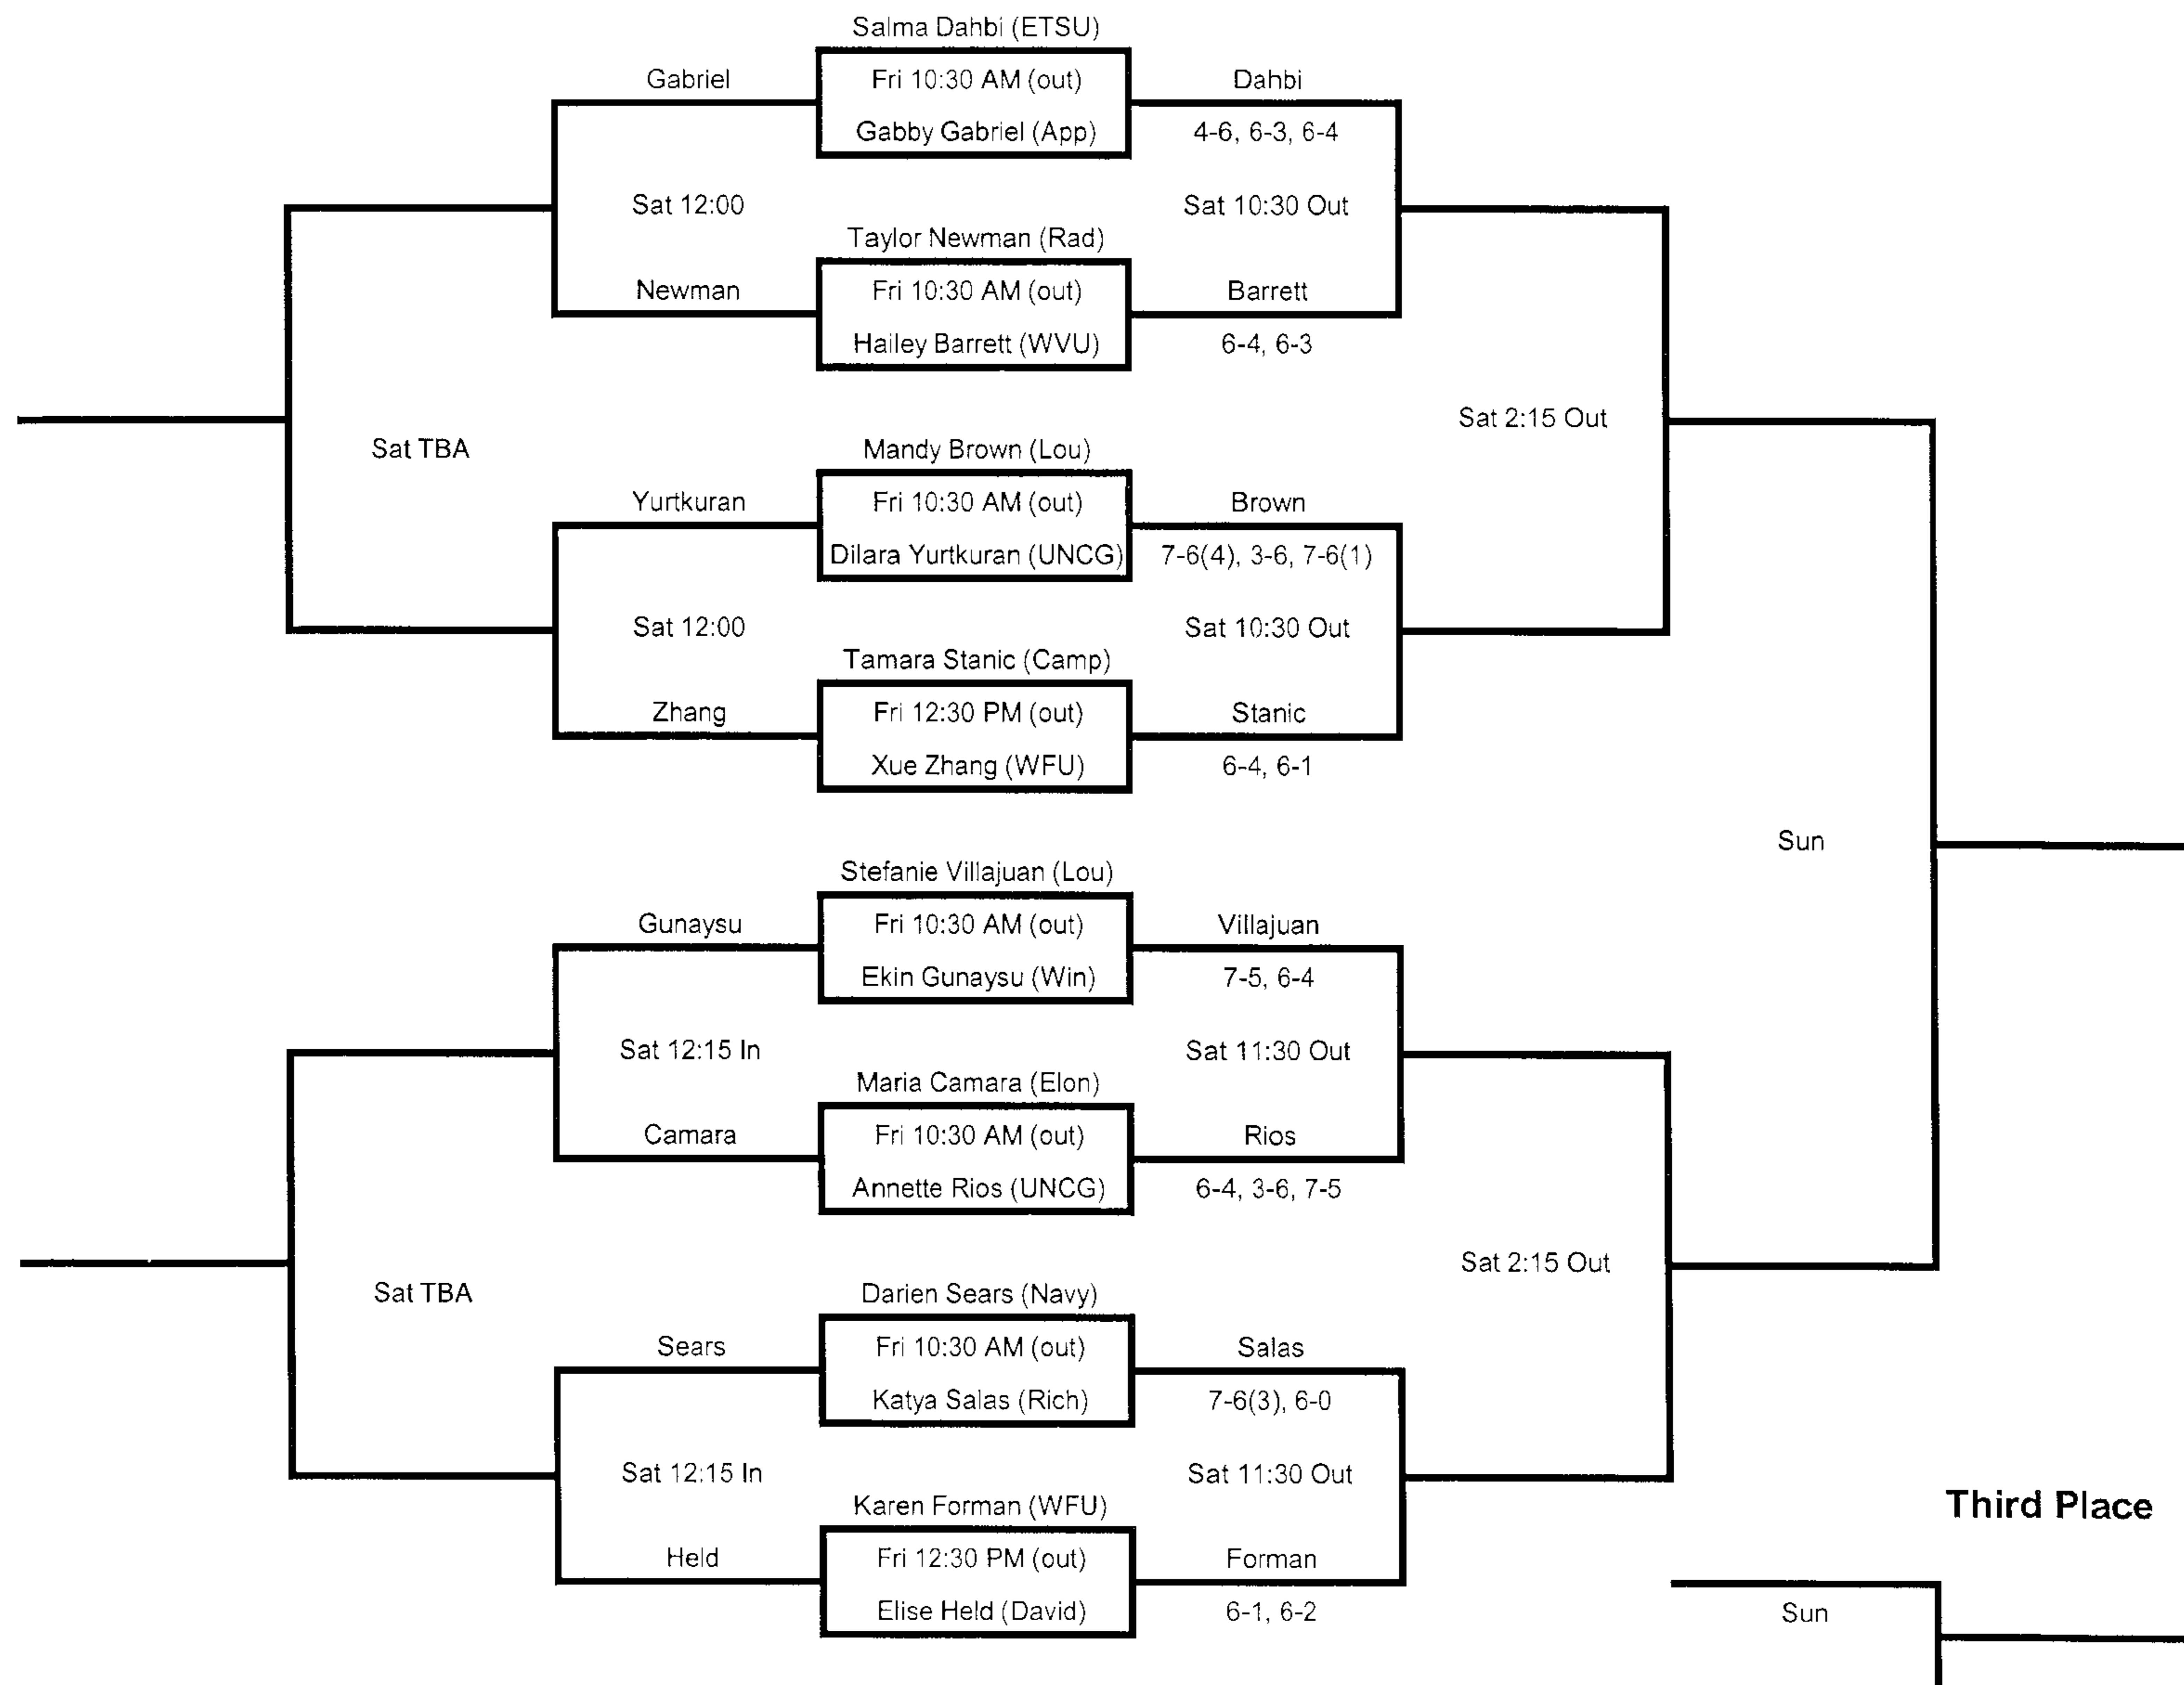 Salma Dahbi (ETSU)
Gabriel
Fri 10:30 AM (out)
Dahbi
Gabby Gabriel (App)
4-6, 6-3, 6-4
Sat 12:00
Sat 10:30 Out
Taylor Newman (Rad)
Newman
Fri 10:30 AM (out)
Barrett
Hailey Barrett (WVU)
6-4, 6-3
Sat 2:15 Out
Sat TBA
Mandy Brown (Lou)
Yurtkuran
Fri 10:30 AM (out)
Brown
Dilara Yurtkuran (UNCG)
7-6(4), 3-6, 7-6(1)
Sat 12:00
Sat 10:30 Out
Tamara Stanic (Camp)
Zhang
Fri 12:30 PM (out)
Stanic
Xue Zhang (WFU)
6-4, 6-1
Sun
Stefanie Villajuan (Lou)
Gunaysu
Fri 10:30 AM (out)
Villajuan
Ekin Gunaysu (Win)
7-5, 6-4
Sat 12:15 In
Sat 11:30 Out
Maria Camara (Elon)
Camara
Fri 10:30 AM (out)
Rios
Annette Rios (UNCG)
6-4, 3-6, 7-5
Sat 2:15 Out
Sat TBA
Darien Sears (Navy)
Sears
Fri 10:30 AM (out)
Salas
Katya Salas (Rich)
7-6(3), 6-0
Sat 12:15 In
Sat 11:30 Out
Karen Forman (WFU)
Third Place
Held
Fri 12:30 PM (out)
Forman
Elise Held (David)
6-1, 6-2
Sun